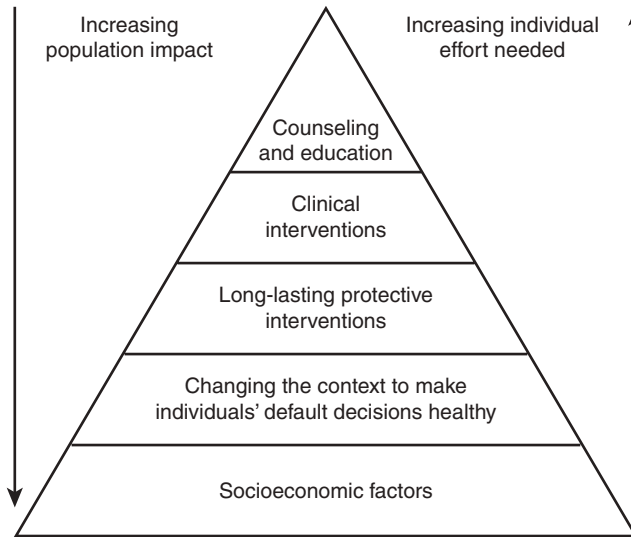 Increasing
population impact
Increasing individual
effort needed
Counseling
and education
Clinical
interventions
Long-lasting protective
interventions
Changing the context to make
individuals’ default decisions healthy
Socioeconomic factors